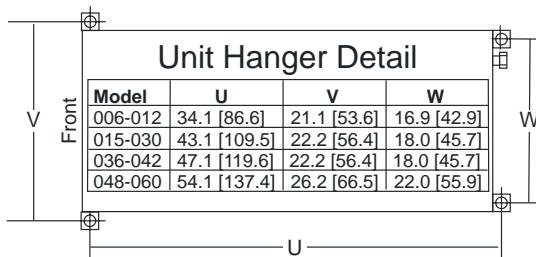 Unit Hanger Detail
Model U V W
006-012 34.1 [86.6] 21.1 [53.6] 16.9 [42.9]
015-030 43.1 [109.5] 22.2 [56.4] 18.0 [45.7]
036-042 47.1 [119.6] 22.2 [56.4] 18.0 [45.7]
048-060 54.1 [137.4] 26.2 [66.5] 22.0 [55.9]
V
Front
W
U